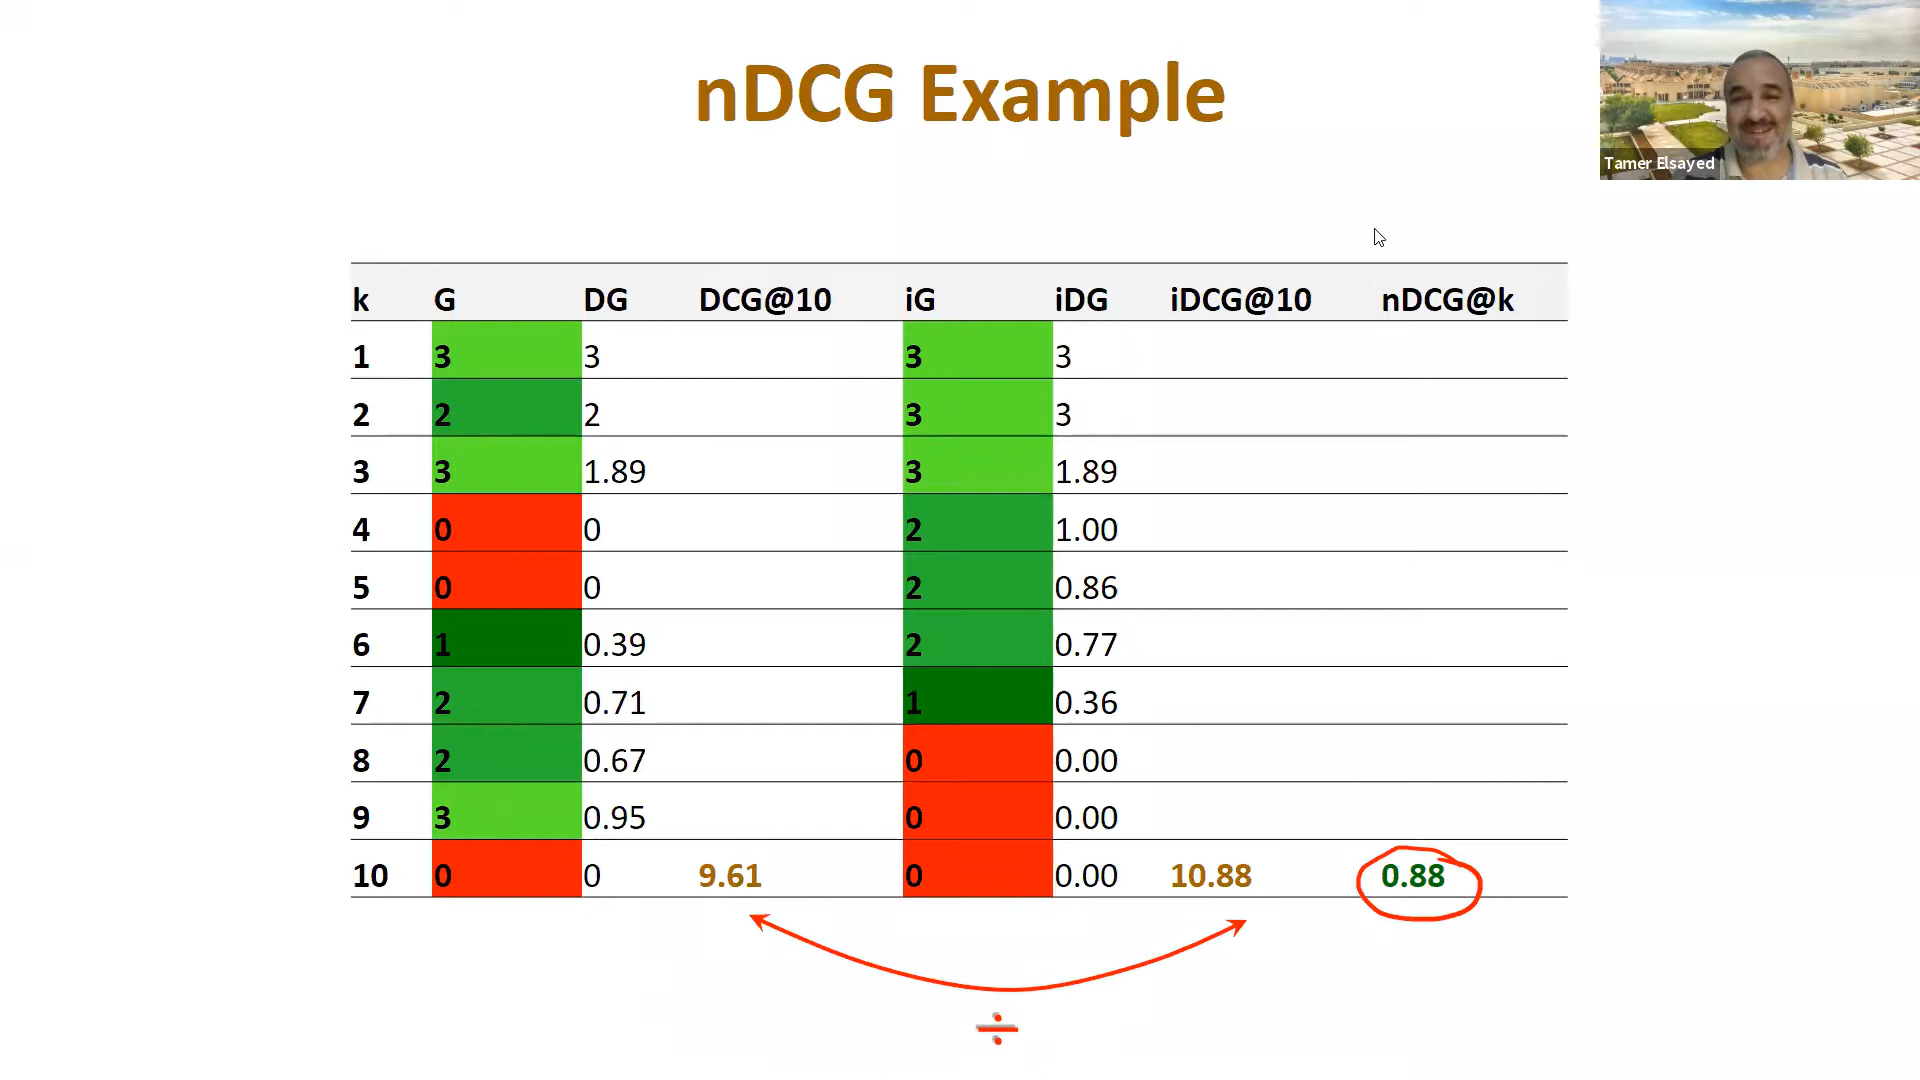 nDCG Example
Tamer Elsayed
k G DG DCG@10 iG iDG iDCG@10 nDCG@k
1 3 3 3 3
2 2 2 3 3
3 3 1.89 3 1.89
4 0 0 2 1.00
5 0 0 2 0.86
6 1 0.39 2 0.77
7 2 0.71 1 0.36
8 2 0.67 0 0.00
9 3 0.95 0 0.00
10 0 0 9.61 0 0.00 10.88 0.88
÷